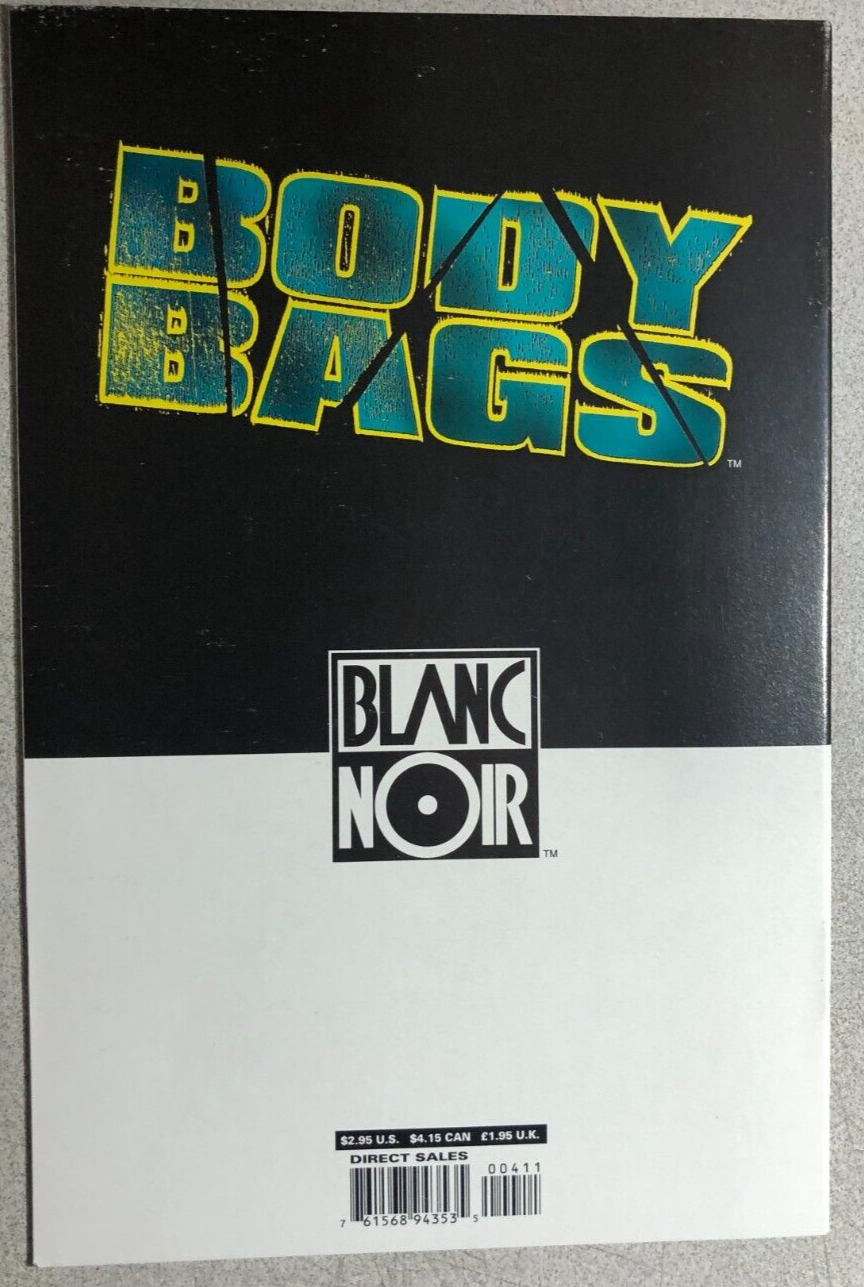 BODY
™
BAGS
™
BLANC
NOIR
™
$2.95 U.S. $4.15 CAN £1.95 U.K.
DIRECT SALES
00411
7 61568 94353 5